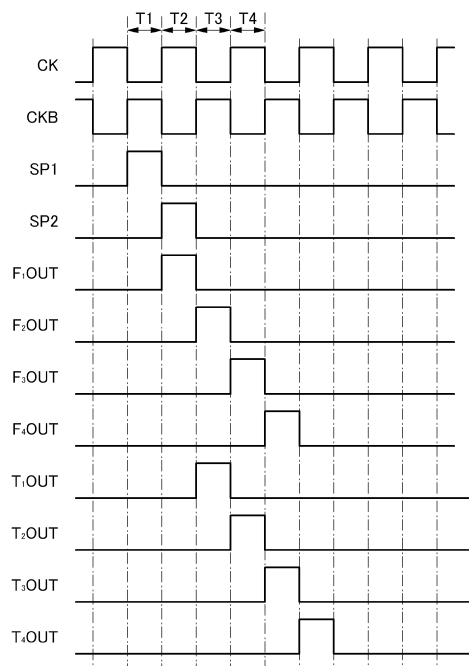 T1 T2 T3 T4
CK
CKB
SP1
SP2
F₁OUT
F₂OUT
F₃OUT
F₄OUT
T₁OUT
T₂OUT
T₃OUT
T₄OUT